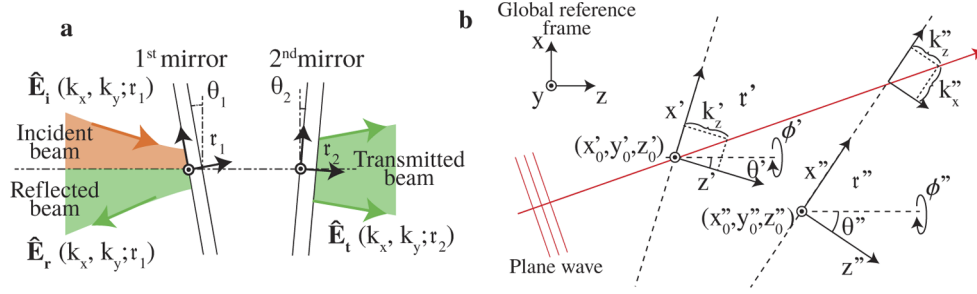 a
1st mirror
2nd mirror
θ1
θ2
Êi (kx, ky;r1)
Incident beam
r1
r2
Transmitted beam
Reflected beam
Êr (kx, ky;r1)
Êt (kx, ky;r2)
b
Global reference
frame
x
y
z
Plane wave
x'
k'z
r'
(x'0,y'0,z'0)
z'
θ'
ϕ'
k''z
k''x
x''
r''
(x''0,y''0,z''0)
θ''
ϕ''
z''